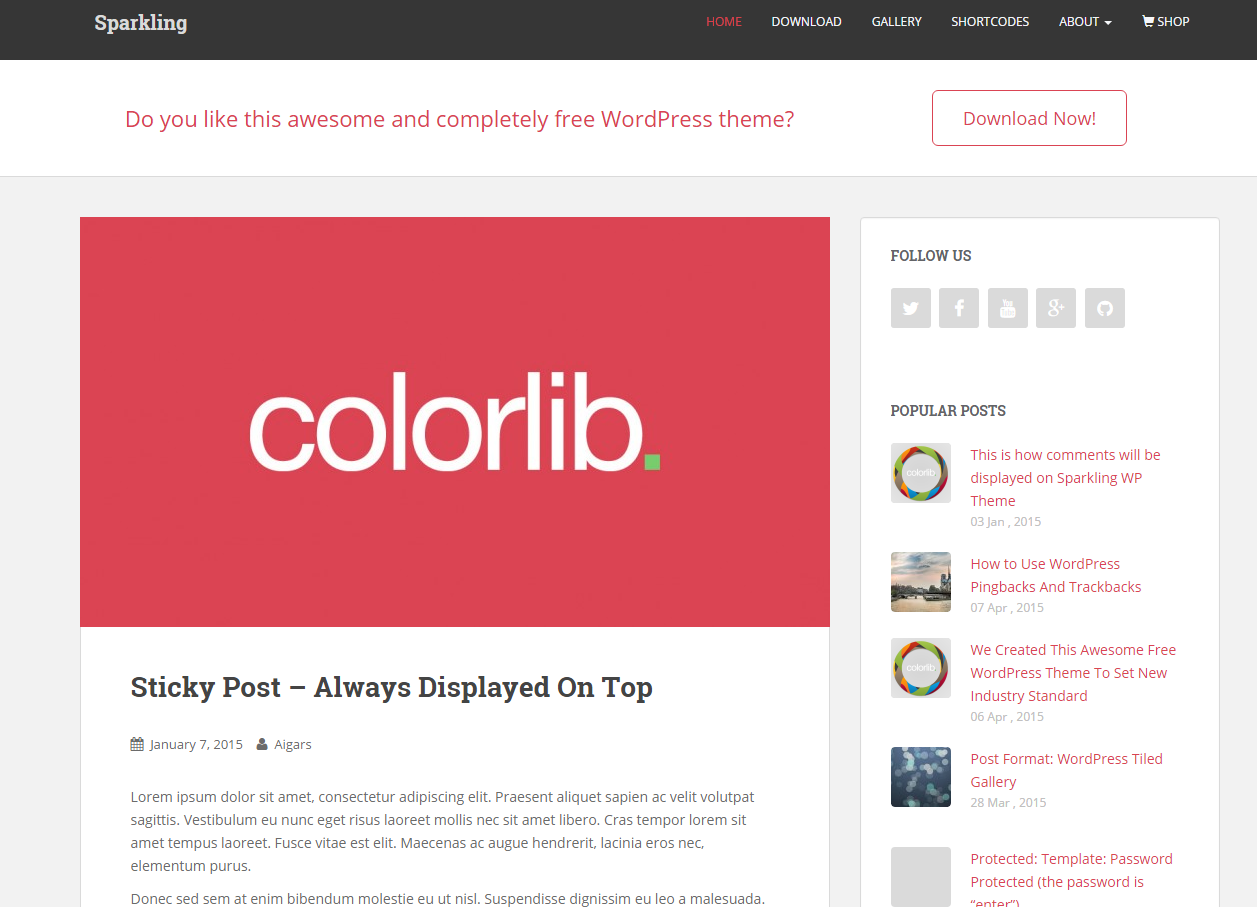 Sparkling
HOME DOWNLOAD GALLERY SHORTCODES ABOUT SHOP
Do you like this awesome and completely free WordPress theme?
Download Now!
colorlib.
Sticky Post – Always Displayed On Top
January 7, 2015 Aigars
Lorem ipsum dolor sit amet, consectetur adipiscing elit. Praesent aliquet sapien ac velit volutpat
sagittis. Vestibulum eu nunc eget risus laoreet mollis nec sit amet libero. Cras tempor lorem sit
amet tempus laoreet. Fusce vitae est elit. Maecenas ac augue hendrerit, lacinia eros nec,
elementum purus.
Donec sed sem at enim bibendum molestie eu ut nisl. Suspendisse dignissim eu leo a malesuada.
FOLLOW US
POPULAR POSTS
colorlib.
This is how comments will be
displayed on Sparkling WP
Theme
03 Jan , 2015
How to Use WordPress
Pingbacks And Trackbacks
07 Apr , 2015
colorlib.
We Created This Awesome Free
WordPress Theme To Set New
Industry Standard
06 Apr , 2015
Post Format: WordPress Tiled
Gallery
28 Mar , 2015
Protected: Template: Password
Protected (the password is
“enter”)